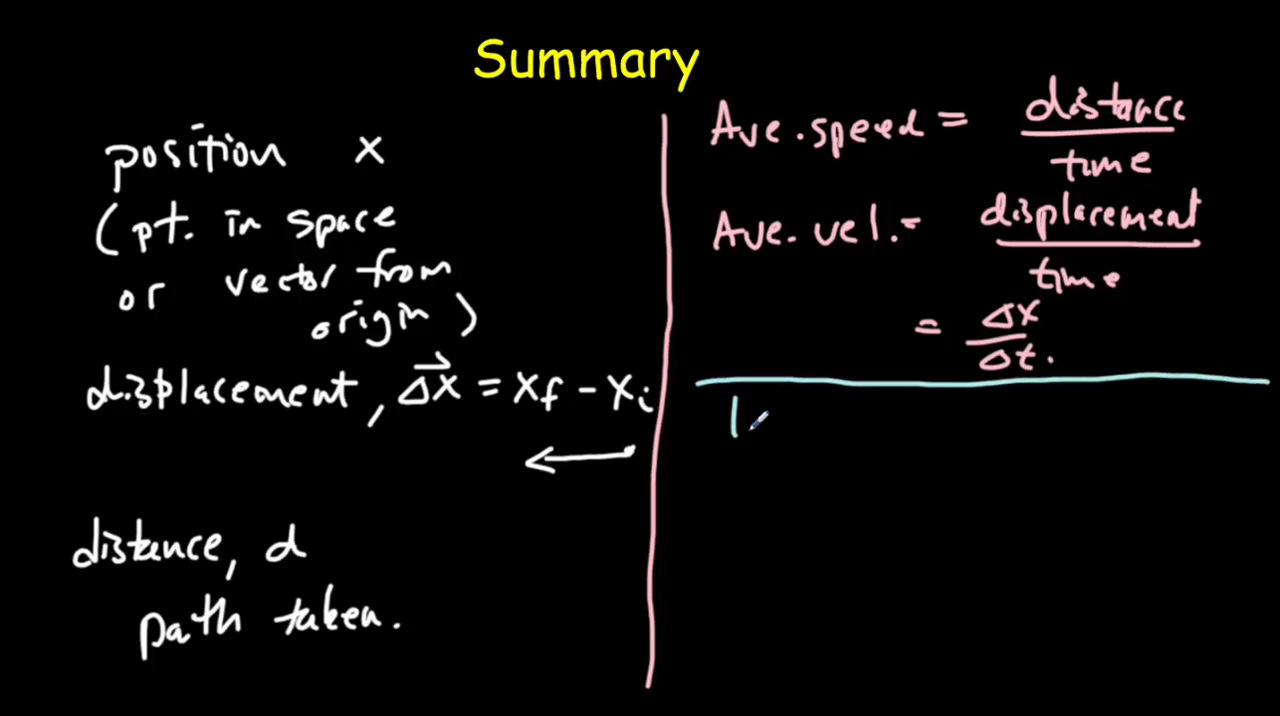 Summary
position x
(pt. in space
or vector from
origin)
displacement, Δx⃗ = xf - xi
distance, d
path taken.
Ave. speed = distance / time
Ave. vel. = displacement / time
= Δx / Δt.